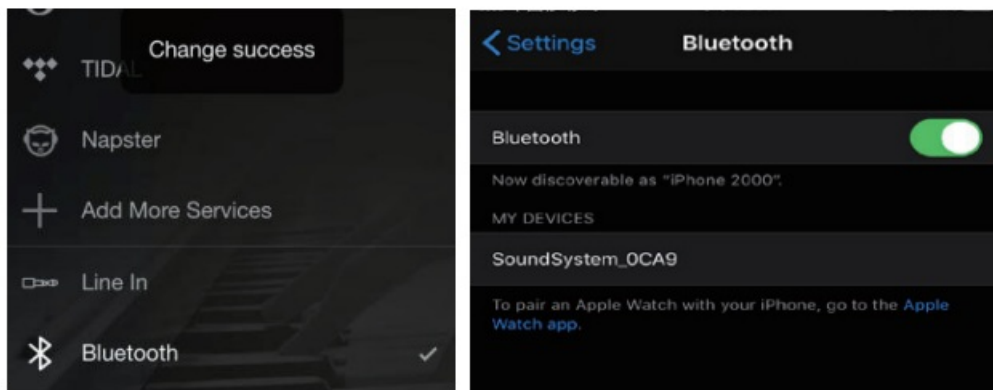 Change success
TIDAL
Napster
Add More Services
Line In
Bluetooth
Settings
Bluetooth
Bluetooth
Now discoverable as "iPhone 2000".
MY DEVICES
SoundSystem_0CA9
To pair an Apple Watch with your iPhone, go to the Apple
Watch app.